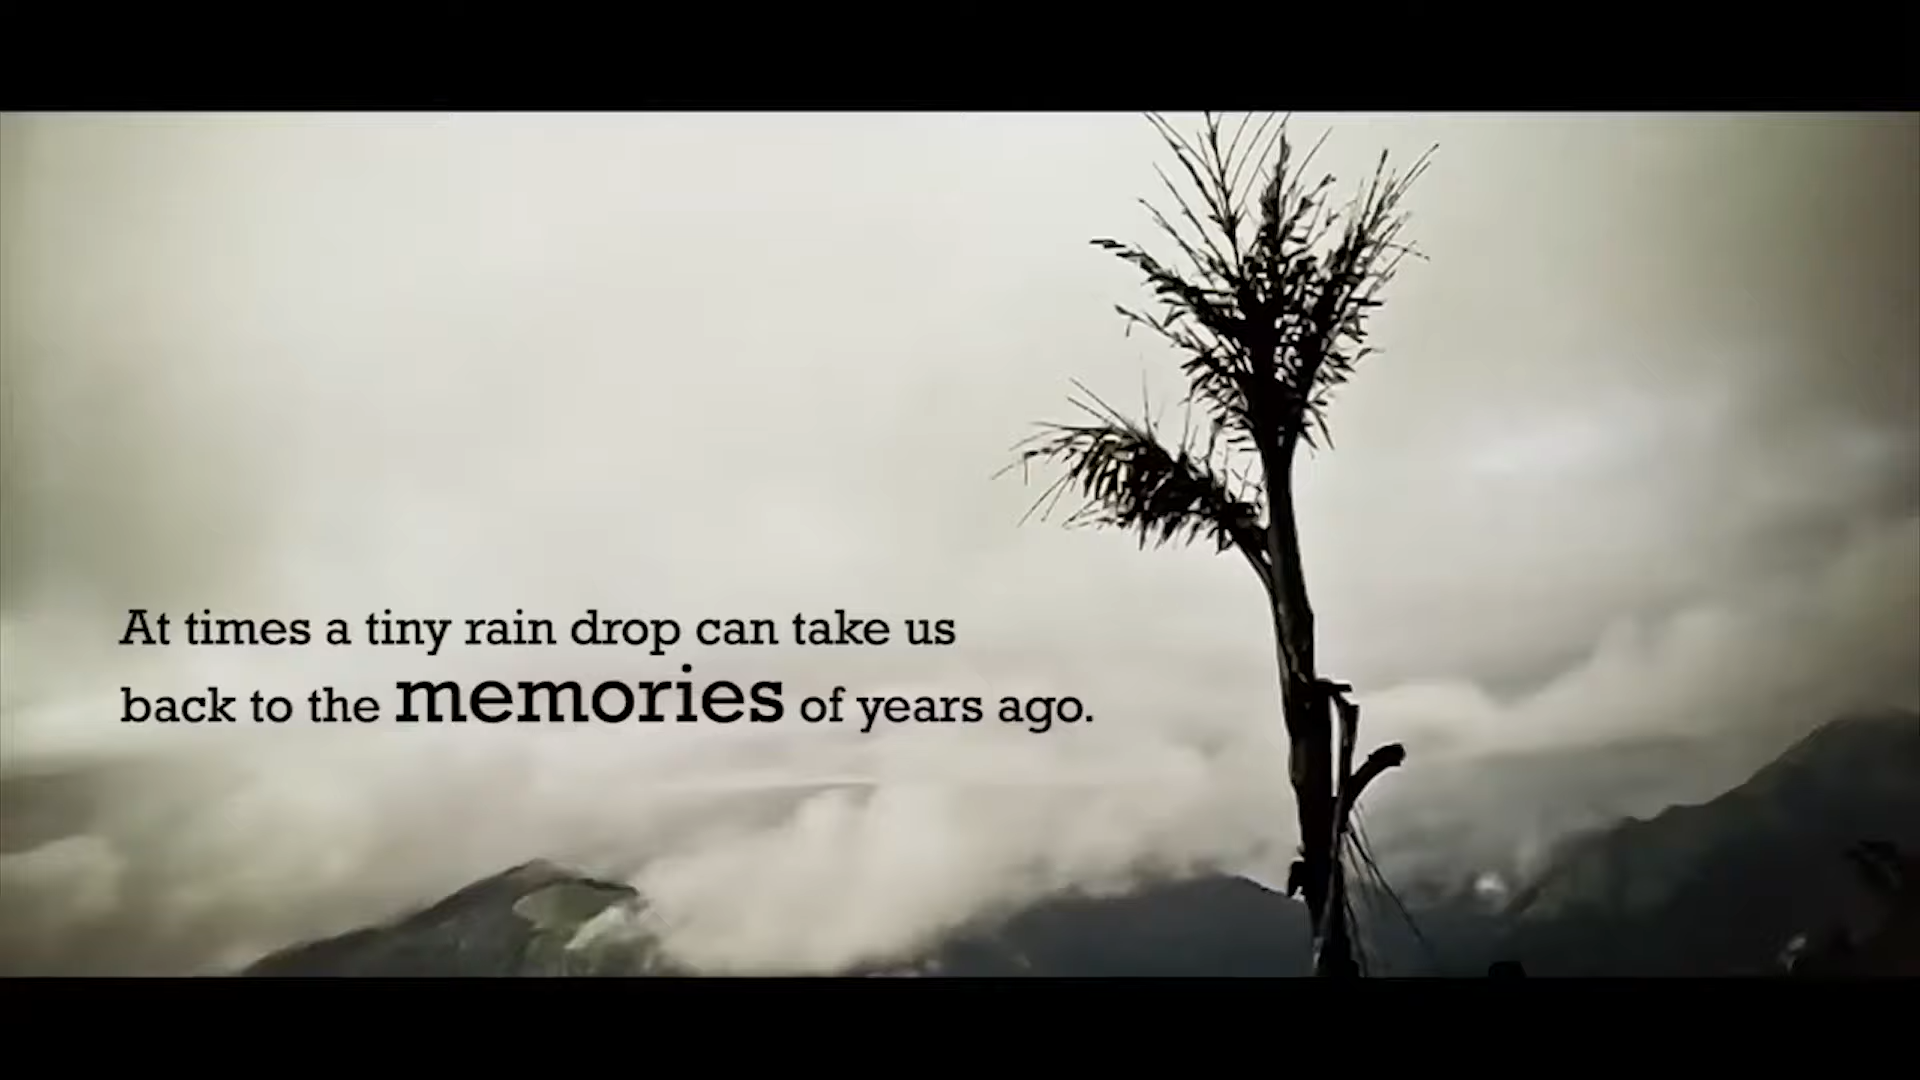 At times a tiny rain drop can take us
back to the memories of years ago.